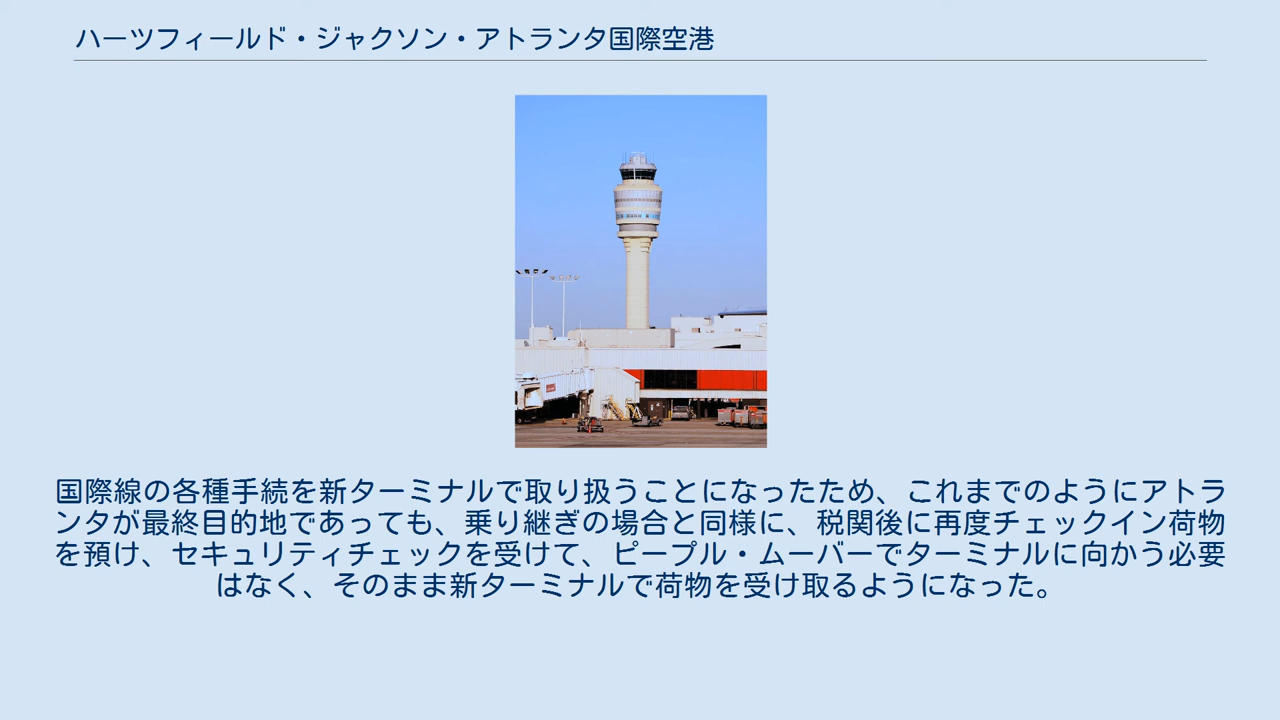 ハーツフィールド・ジャクソン・アトランタ国際空港
国際線の各種手続を新ターミナルで取り扱うことになったため、これまでのようにアトラ
ンタが最終目的地であっても、乗り継ぎの場合と同様に、税関後に再度チェックイン荷物
を預け、セキュリティチェックを受けて、ピープル・ムーバーでターミナルに向かう必要
はなく、そのまま新ターミナルで荷物を受け取るようになった。